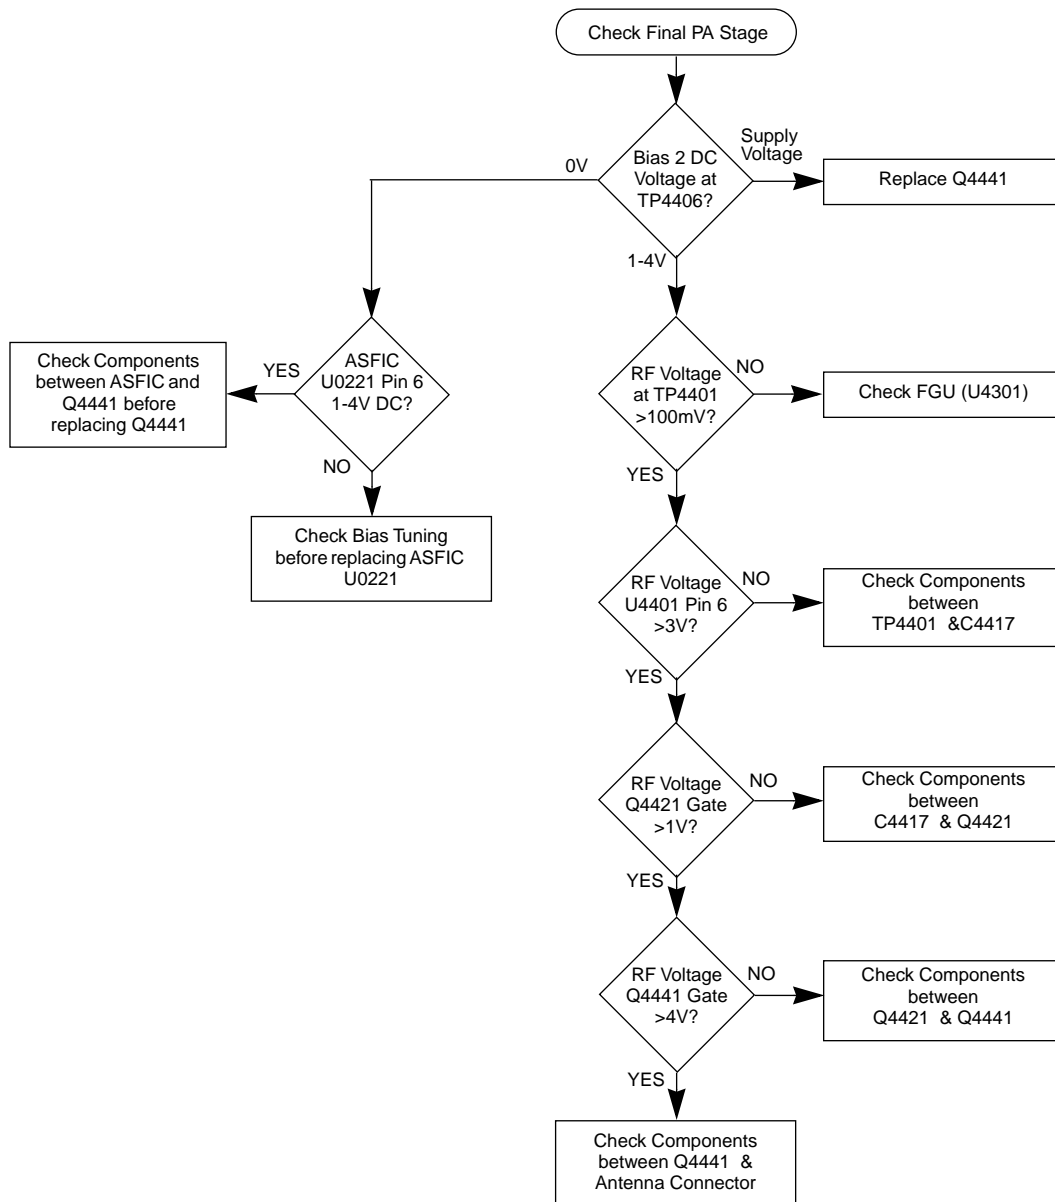 Check Final PA Stage
Bias 2 DC
Voltage at
TP4406?
Supply
Voltage
Replace Q4441
0V
1-4V
ASFIC
U0221 Pin 6
1-4V DC?
YES
Check Components
between ASFIC and
Q4441 before
replacing Q4441
NO
Check Bias Tuning
before replacing ASFIC
U0221
RF Voltage
at TP4401
>100mV?
NO
Check FGU (U4301)
YES
RF Voltage
U4401 Pin 6
>3V?
NO
Check Components
between
TP4401 &C4417
YES
RF Voltage
Q4421 Gate
>1V?
NO
Check Components
between
C4417 & Q4421
YES
RF Voltage
Q4441 Gate
>4V?
NO
Check Components
between
Q4421 & Q4441
YES
Check Components
between Q4441 &
Antenna Connector